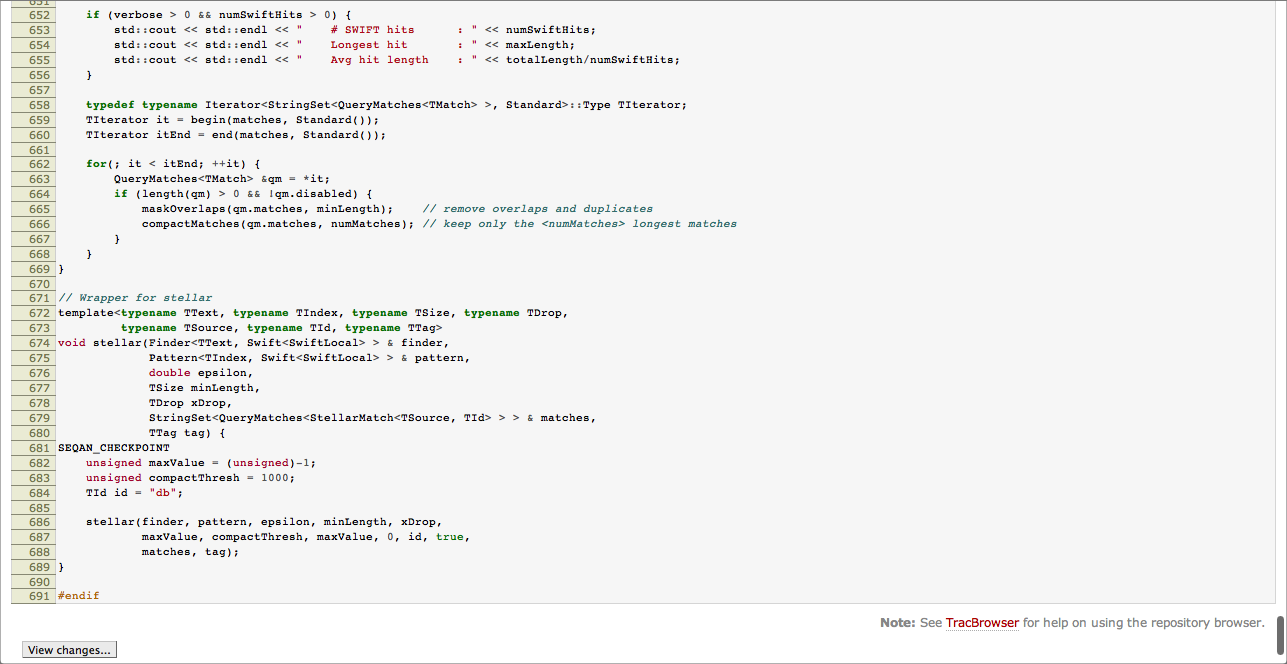 651
652     if (verbose > 0 && numSwiftHits > 0) {
653         std::cout << std::endl << "    # SWIFT hits      : " << numSwiftHits;
654         std::cout << std::endl << "    Longest hit       : " << maxLength;
655         std::cout << std::endl << "    Avg hit length    : " << totalLength/numSwiftHits;
656     }
657
658     typedef typename Iterator<StringSet<QueryMatches<TMatch> >, Standard>::Type TIterator;
659     TIterator it = begin(matches, Standard());
660     TIterator itEnd = end(matches, Standard());
661
662     for(; it < itEnd; ++it) {
663         QueryMatches<TMatch> &qm = *it;
664         if (length(qm) > 0 && !qm.disabled) {
665             maskOverlaps(qm.matches, minLength);    // remove overlaps and duplicates
666             compactMatches(qm.matches, numMatches); // keep only the <numMatches> longest matches
667         }
668     }
669 }
670
671 // Wrapper for stellar
672 template<typename TText, typename TIndex, typename TSize, typename TDrop,
673          typename TSource, typename TId, typename TTag>
674 void stellar(Finder<TText, Swift<SwiftLocal> > & finder,
675              Pattern<TIndex, Swift<SwiftLocal> > & pattern,
676              double epsilon,
677              TSize minLength,
678              TDrop xDrop,
679              StringSet<QueryMatches<StellarMatch<TSource, TId> > > & matches,
680              TTag tag) {
681 SEQAN_CHECKPOINT
682     unsigned maxValue = (unsigned)-1;
683     unsigned compactThresh = 1000;
684     TId id = "db";
685
686     stellar(finder, pattern, epsilon, minLength, xDrop,
687             maxValue, compactThresh, maxValue, 0, id, true,
688             matches, tag);
689 }
690
691 #endif
Note: See TracBrowser for help on using the repository browser.
View changes...